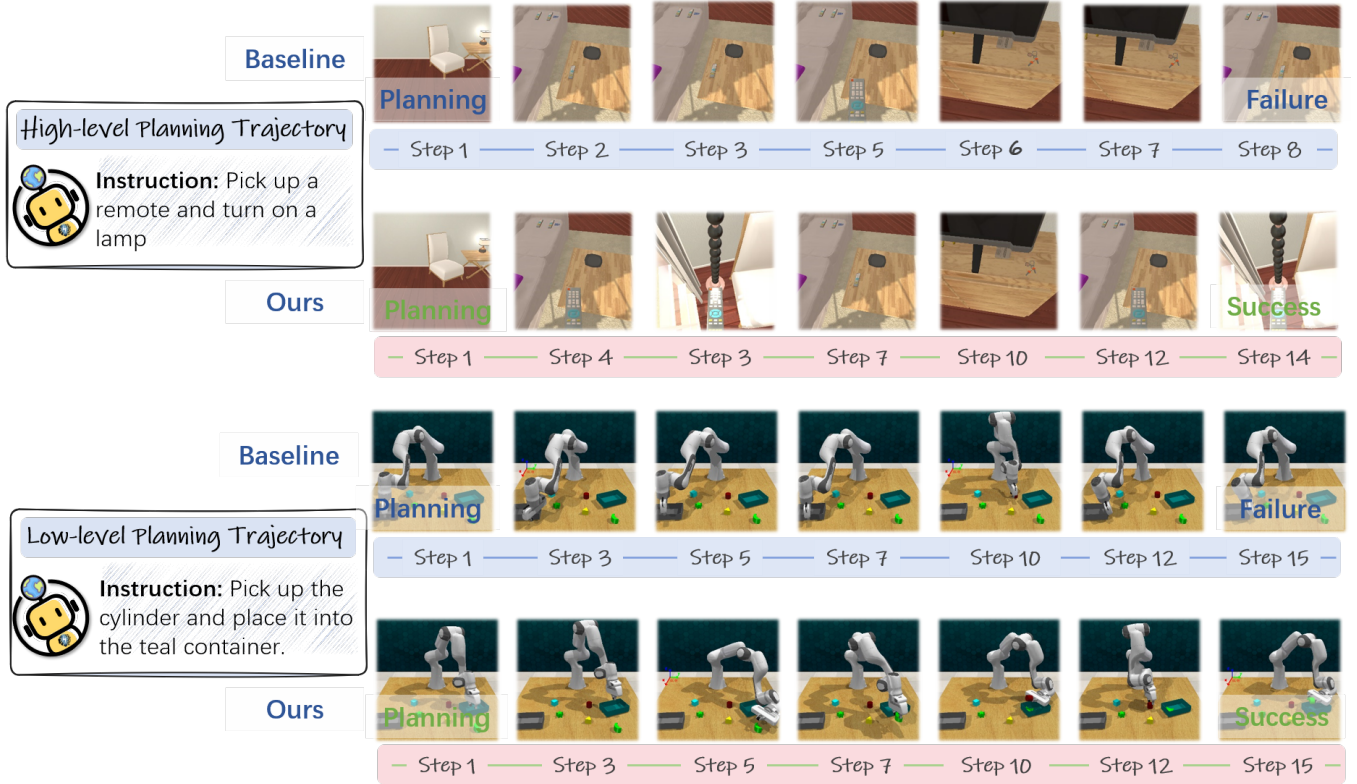 Baseline
Planning
Failure
Step 1 Step 2 Step 3 Step 5 Step 6 Step 7 Step 8
High-level Planning Trajectory
Instruction: Pick up a
remote and turn on a
lamp
Ours
Planning
Success
Step 1 Step 4 Step 3 Step 7 Step 10 Step 12 Step 14
Baseline
Planning
Failure
Step 1 Step 3 Step 5 Step 7 Step 10 Step 12 Step 15
Low-level Planning Trajectory
Instruction: Pick up the
cylinder and place it into
the teal container.
Ours
Planning
Success
Step 1 Step 3 Step 5 Step 7 Step 10 Step 12 Step 15